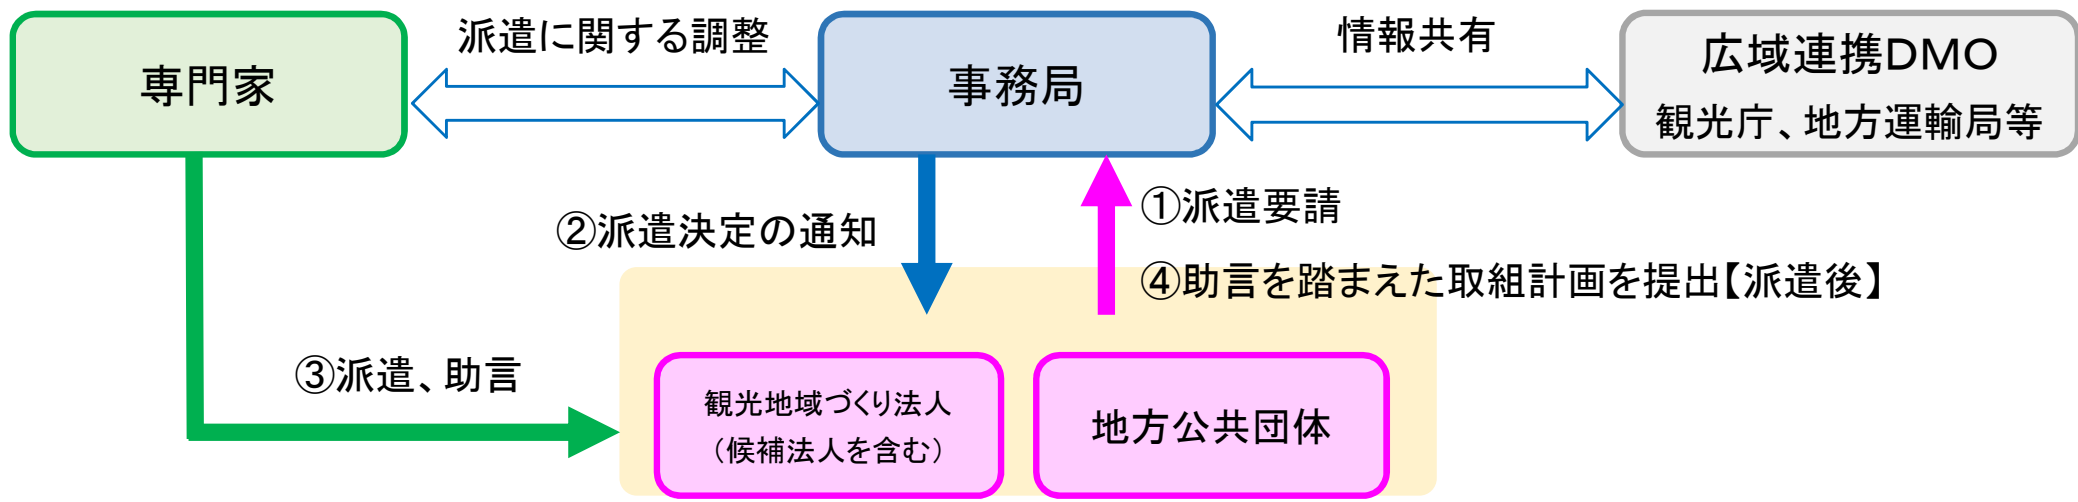 専門家
派遣に関する調整
事務局
情報共有
広域連携DMO
観光庁、地方運輸局等
①派遣要請
②派遣決定の通知
④助言を踏まえた取組計画を提出【派遣後】
③派遣、助言
観光地域づくり法人
（候補法人を含む）
地方公共団体